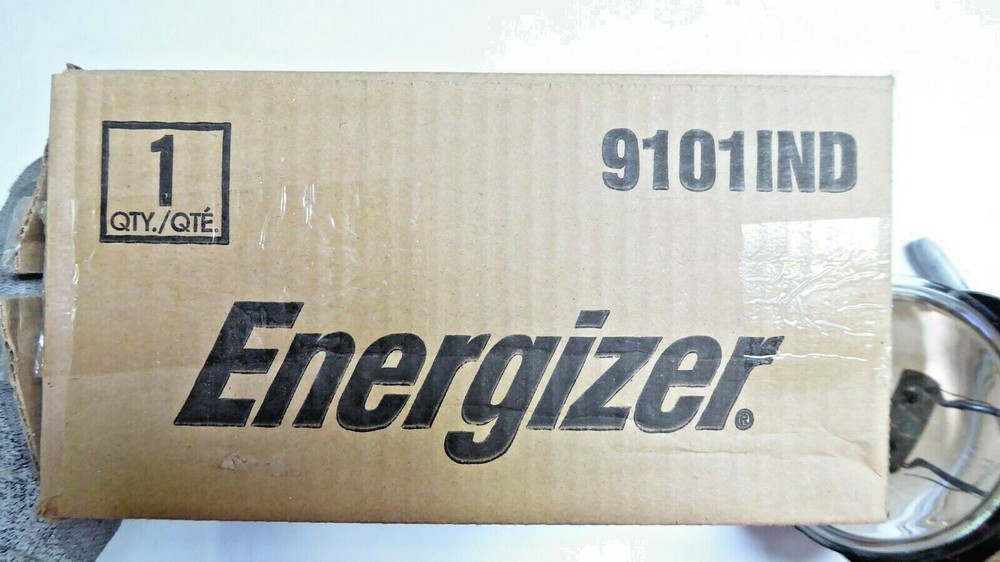 1
QTY./QTÉ.
9101IND
Energizer®